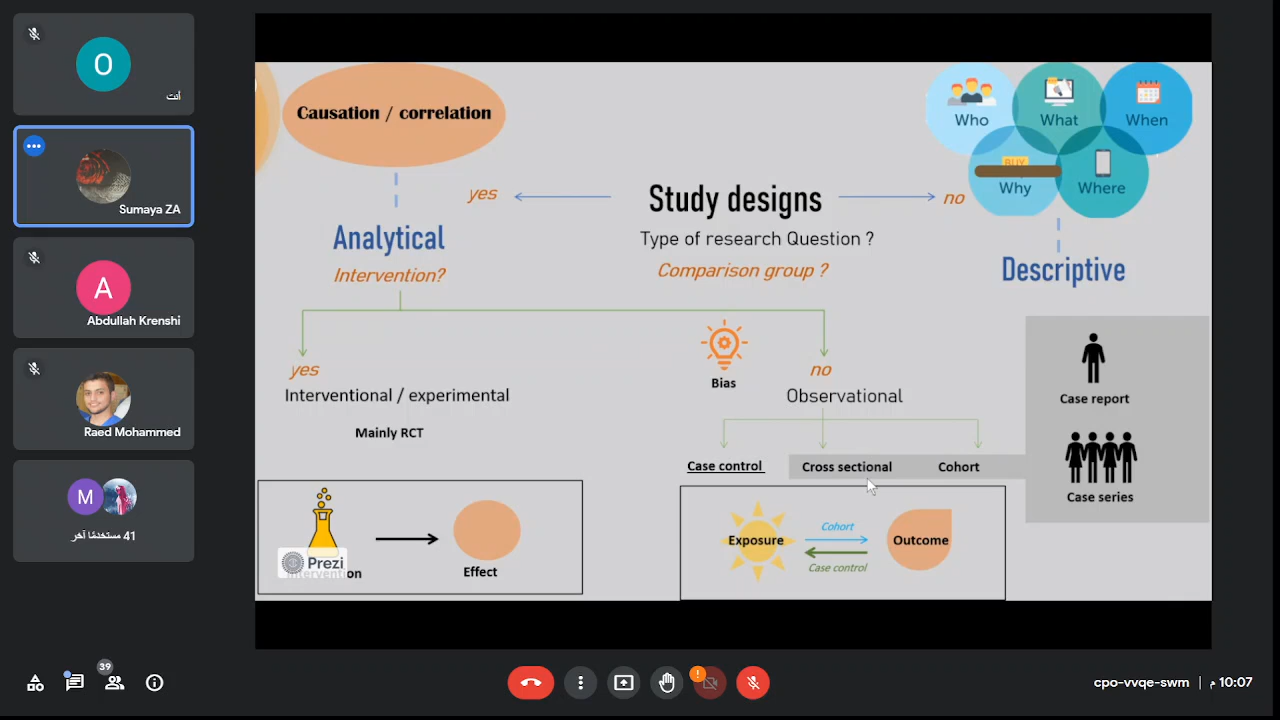 O
أنت
Sumaya ZA
A
Abdullah Krenshi
Raed Mohammed
M
41 مستخدمًا آخر
Causation / correlation
Who
What
When
BUY
Why
Where
yes
Study designs
no
Analytical
Type of research Question ?
Descriptive
Intervention?
Comparison group ?
Bias
yes
no
Interventional / experimental
Observational
Mainly RCT
Case report
Case control
Cross sectional
Cohort
Case series
Exposure
Cohort
Case control
Outcome
Prezi
Intervention
Effect
39
cpo-vvqe-swm | 10:07 م